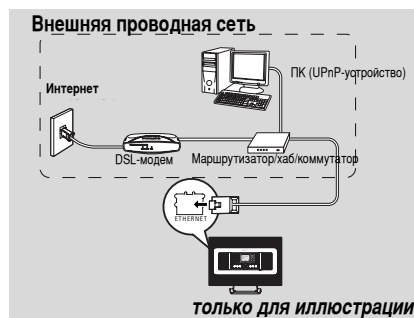 Внешняя проводная сеть
ПК (UPnP-устройство)
Интернет
DSL-модем
Маршрутизатор/хаб/коммутатор
ETHERNET
только для иллюстрации